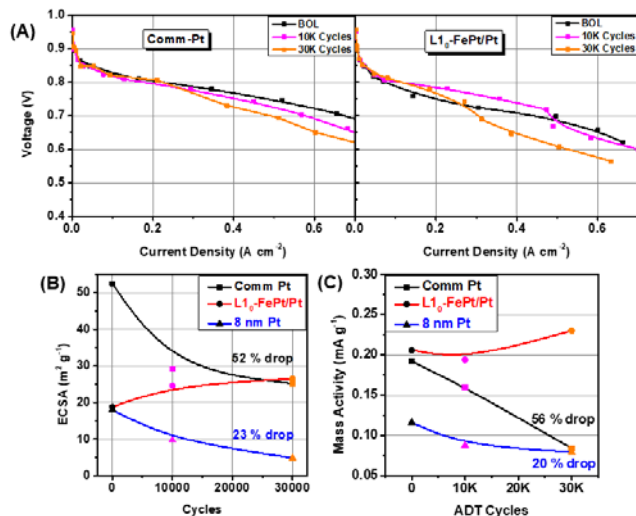 (A)
Comm-Pt
BOL
10K Cycles
30K Cycles
L1₀-FePt/Pt
BOL
10K Cycles
30K Cycles
1.0
0.9
0.8
0.7
0.6
0.5
0.4
Voltage (V)
0.0 0.2 0.4 0.6 0.0 0.2 0.4 0.6
Current Density (A cm⁻²) Current Density (A cm⁻²)
(B)
Comm Pt
L1₀-FePt/Pt
8 nm Pt
50
40
30
20
10
0
ECSA (m² g⁻¹)
52 % drop
23 % drop
0 10000 20000 30000
Cycles
(C)
Comm Pt
L1₀-FePt/Pt
8 nm Pt
0.25
0.20
0.15
0.10
0.05
0.00
Mass Activity (mA g⁻¹)
56 % drop
20 % drop
0 10K 20K 30K
ADT Cycles